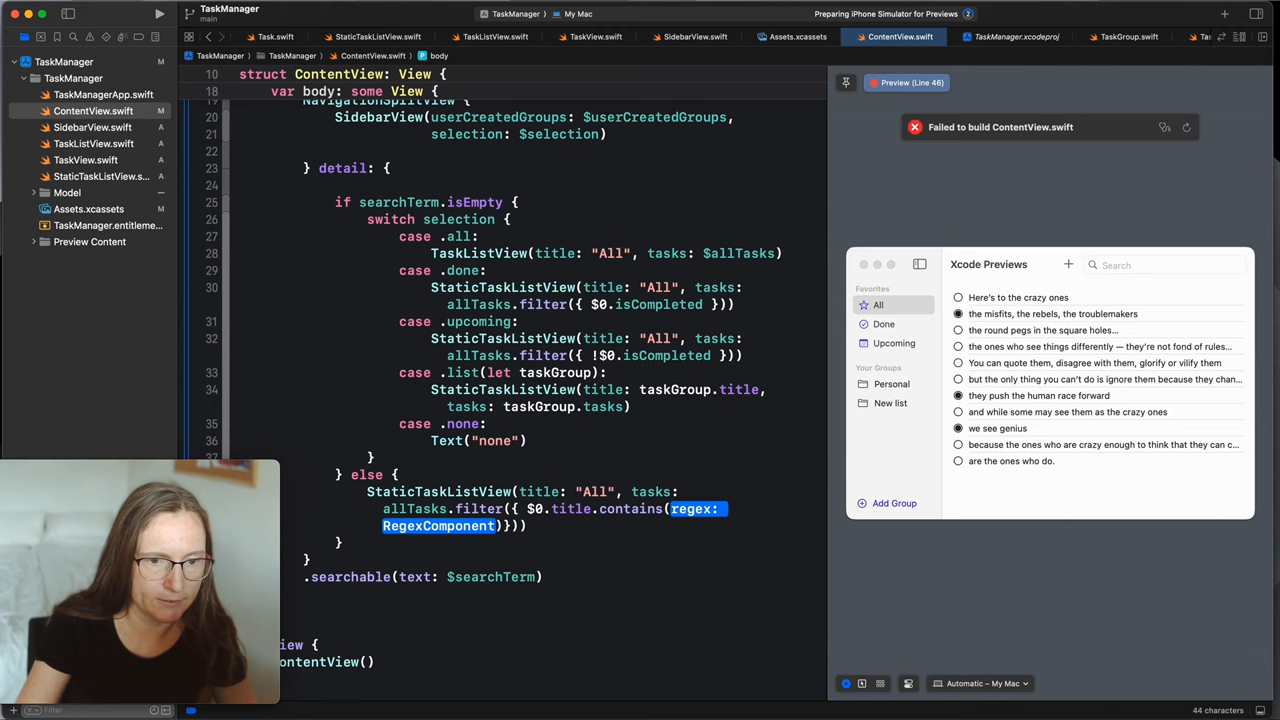 TaskManager
main
TaskManager 〉 My Mac
Preparing iPhone Simulator for Previews 2
Task.swift
StaticTaskListView.swift
TaskListView.swift
TaskView.swift
SidebarView.swift
Assets.xcassets
ContentView.swift
TaskManager.xcodeproj
TaskGroup.swift
Tas
TaskManager 〉 TaskManager 〉 ContentView.swift 〉 body
TaskManager M
TaskManager
TaskManagerApp.swift
ContentView.swift M
SidebarView.swift A
TaskListView.swift A
TaskView.swift A
StaticTaskListView.s... A
Model
Assets.xcassets M
TaskManager.entitleme...
Preview Content
Filter
10 struct ContentView: View {
18 var body: some View {
19 NavigationSplitView {
20 SidebarView(userCreatedGroups: $userCreatedGroups,
21 selection: $selection)
22
23 } detail: {
24
25 if searchTerm.isEmpty {
26 switch selection {
27 case .all:
28 TaskListView(title: "All", tasks: $allTasks)
29 case .done:
30 StaticTaskListView(title: "All", tasks:
allTasks.filter({ $0.isCompleted }))
31 case .upcoming:
32 StaticTaskListView(title: "All", tasks:
allTasks.filter({ !$0.isCompleted }))
33 case .list(let taskGroup):
34 StaticTaskListView(title: taskGroup.title,
tasks: taskGroup.tasks)
35 case .none:
36 Text("none")
37 }
} else {
StaticTaskListView(title: "All", tasks:
allTasks.filter({ $0.title.contains(regex:
RegexComponent)}))
}
}
.searchable(text: $searchTerm)
iew {
ontentView()
Preview (Line 46)
Failed to build ContentView.swift
Xcode Previews
Search
Favorites
All
Done
Upcoming
Your Groups
Personal
New list
Add Group
Here's to the crazy ones
the misfits, the rebels, the troublemakers
the round pegs in the square holes…
the ones who see things differently — they're not fond of rules…
You can quote them, disagree with them, glorify or vilify them
but the only thing you can't do is ignore them because they chan…
they push the human race forward
and while some may see them as the crazy ones
we see genius
because the ones who are crazy enough to think that they can c…
are the ones who do.
Automatic – My Mac
44 characters